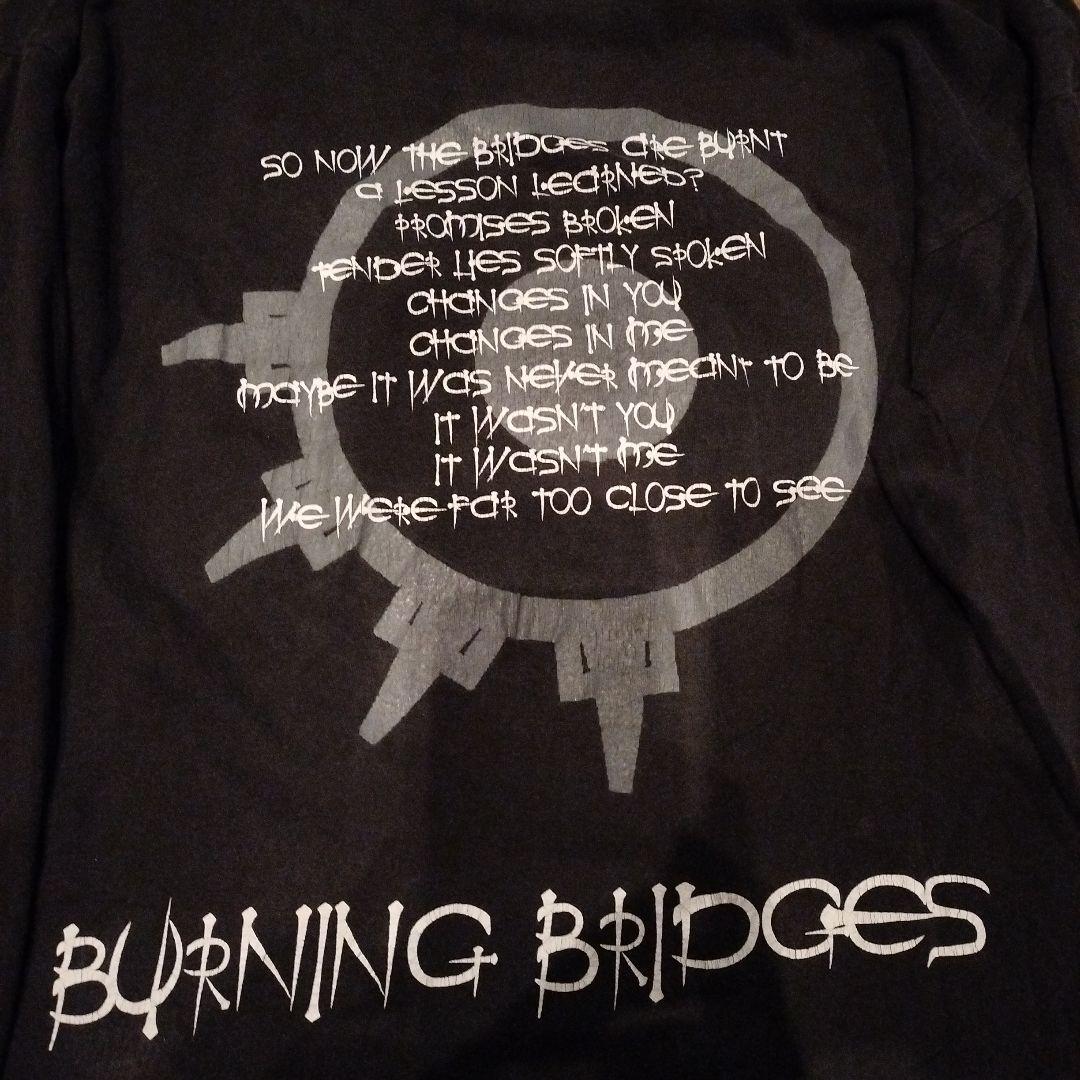 SO NOW THE BRIDGES ARE BURNT
A LESSON LEARNED?
PROMISES BROKEN
TENDER LIES SOFTLY SPOKEN
CHANGES IN YOU
CHANGES IN ME
MAYBE IT WAS NEVER MEANT TO BE
IT WASN'T YOU
IT WASN'T ME
WE WERE FAR TOO CLOSE TO SEE
BURNING BRIDGES